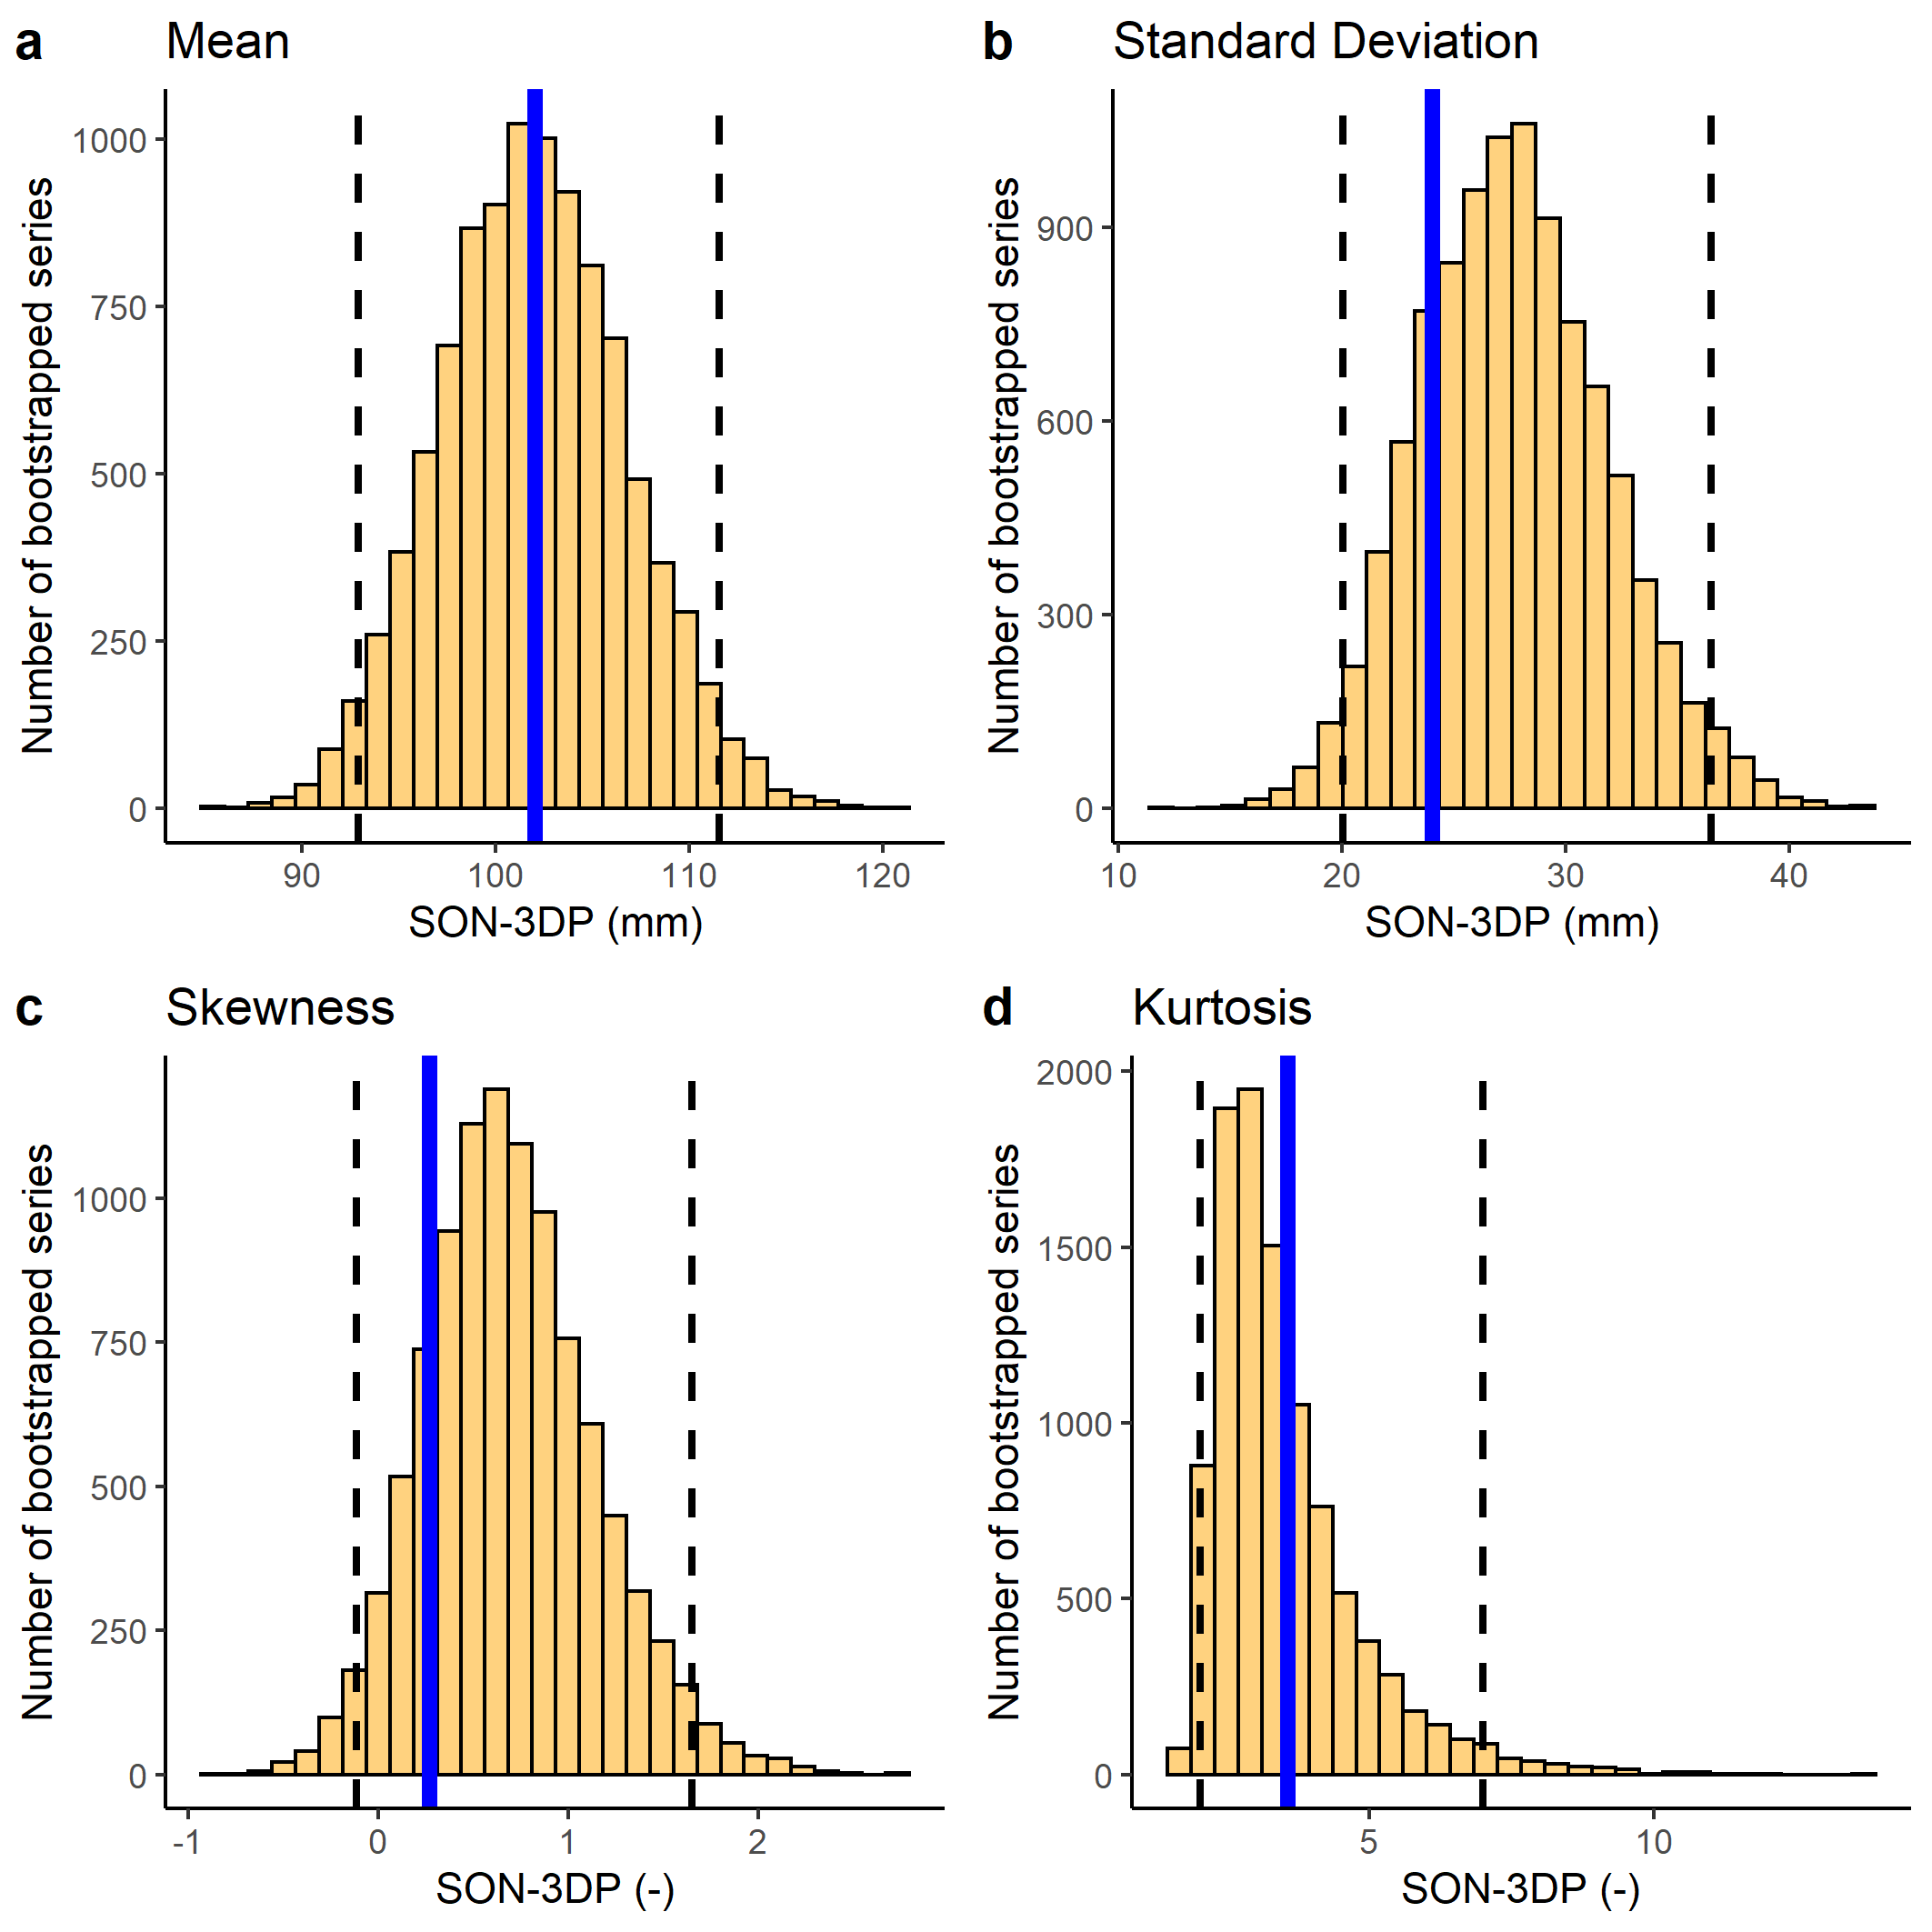 a Mean
Number of bootstrapped series
1000
750
500
250
0
90 100 110 120
SON-3DP (mm)
b Standard Deviation
Number of bootstrapped series
900
600
300
0
10 20 30 40
SON-3DP (mm)
c Skewness
Number of bootstrapped series
1000
750
500
250
0
-1 0 1 2
SON-3DP (-)
d Kurtosis
Number of bootstrapped series
2000
1500
1000
500
0
5 10
SON-3DP (-)